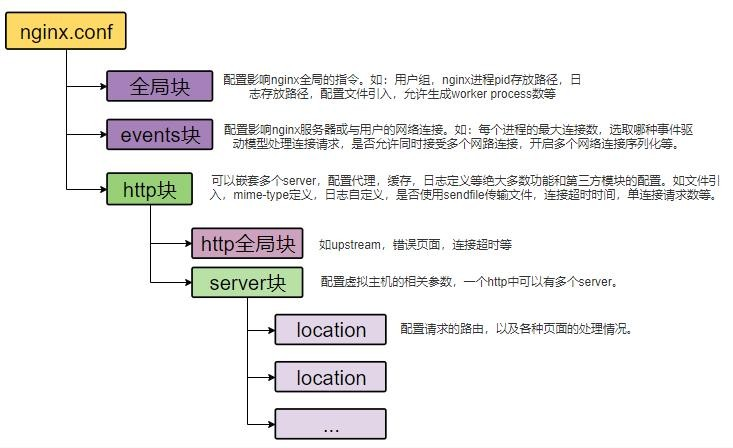 nginx.conf
全局块
配置影响nginx全局的指令。如：用户组，nginx进程pid存放路径，日
志存放路径，配置文件引入，允许生成worker process数等
events块
配置影响nginx服务器或与用户的网络连接。如：每个进程的最大连接数，选取哪种事件驱
动模型处理连接请求，是否允许同时接受多个网路连接，开启多个网络连接序列化等。
http块
可以嵌套多个server，配置代理，缓存，日志定义等绝大多数功能和第三方模块的配置。如文件引
入，mime-type定义，日志自定义，是否使用sendfile传输文件，连接超时时间，单连接请求数等。
http全局块
如upstream，错误页面，连接超时等
server块
配置虚拟主机的相关参数，一个http中可以有多个server。
location
配置请求的路由，以及各种页面的处理情况。
location
...